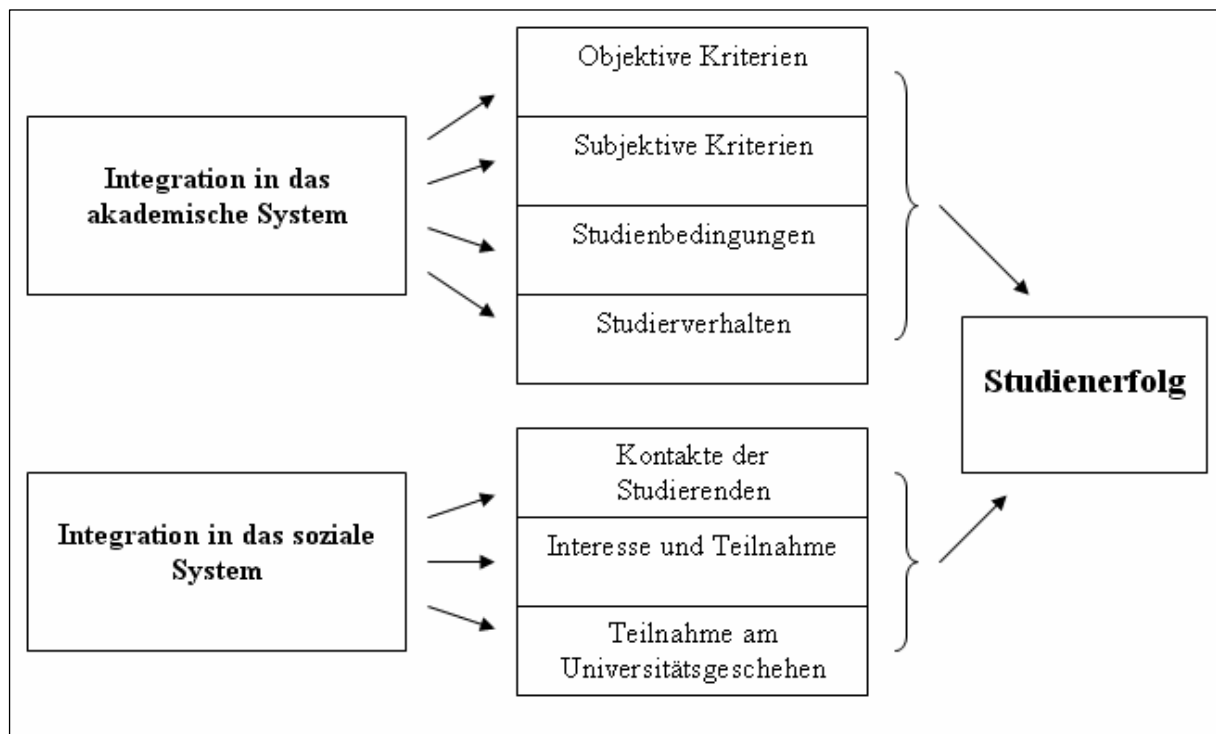 Integration in das
akademische System
Objektive Kriterien
Subjektive Kriterien
Studienbedingungen
Studierverhalten
Integration in das soziale
System
Kontakte der
Studierenden
Interesse und Teilnahme
Teilnahme am
Universitätsgeschehen
Studienerfolg